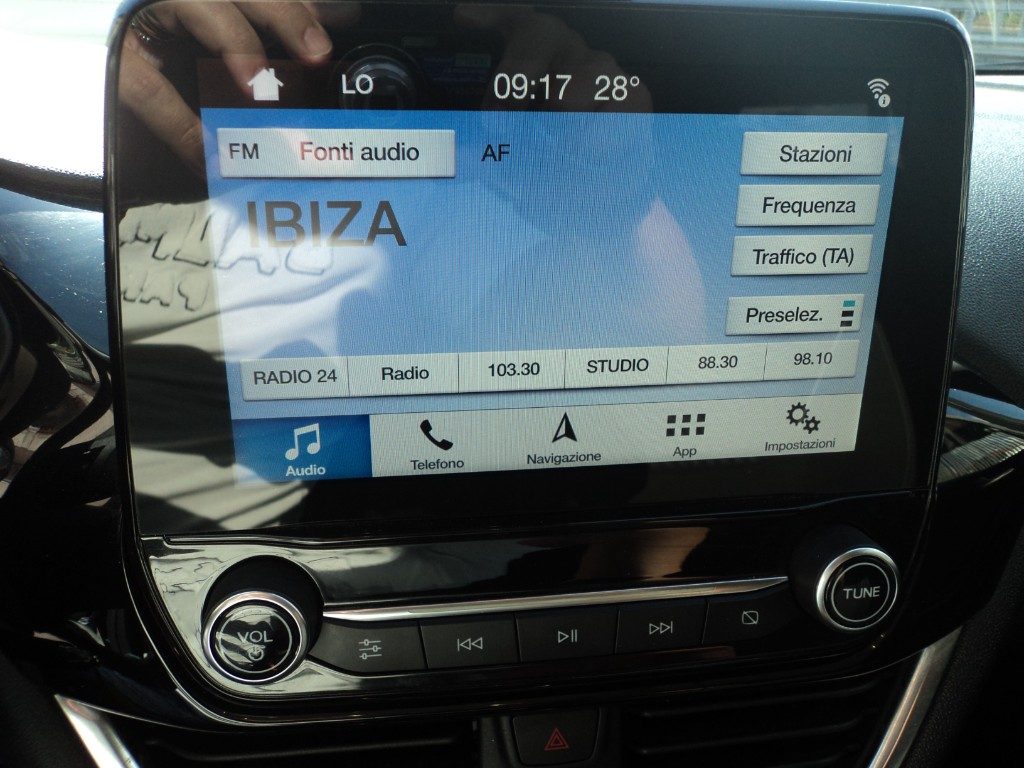 LO 09:17 28°
FM Fonti audio AF Stazioni
IBIZA
Frequenza
Traffico (TA)
Preselez.
RADIO 24 Radio 103.30 STUDIO 88.30 98.10
Audio Telefono Navigazione App Impostazioni
VOL TUNE